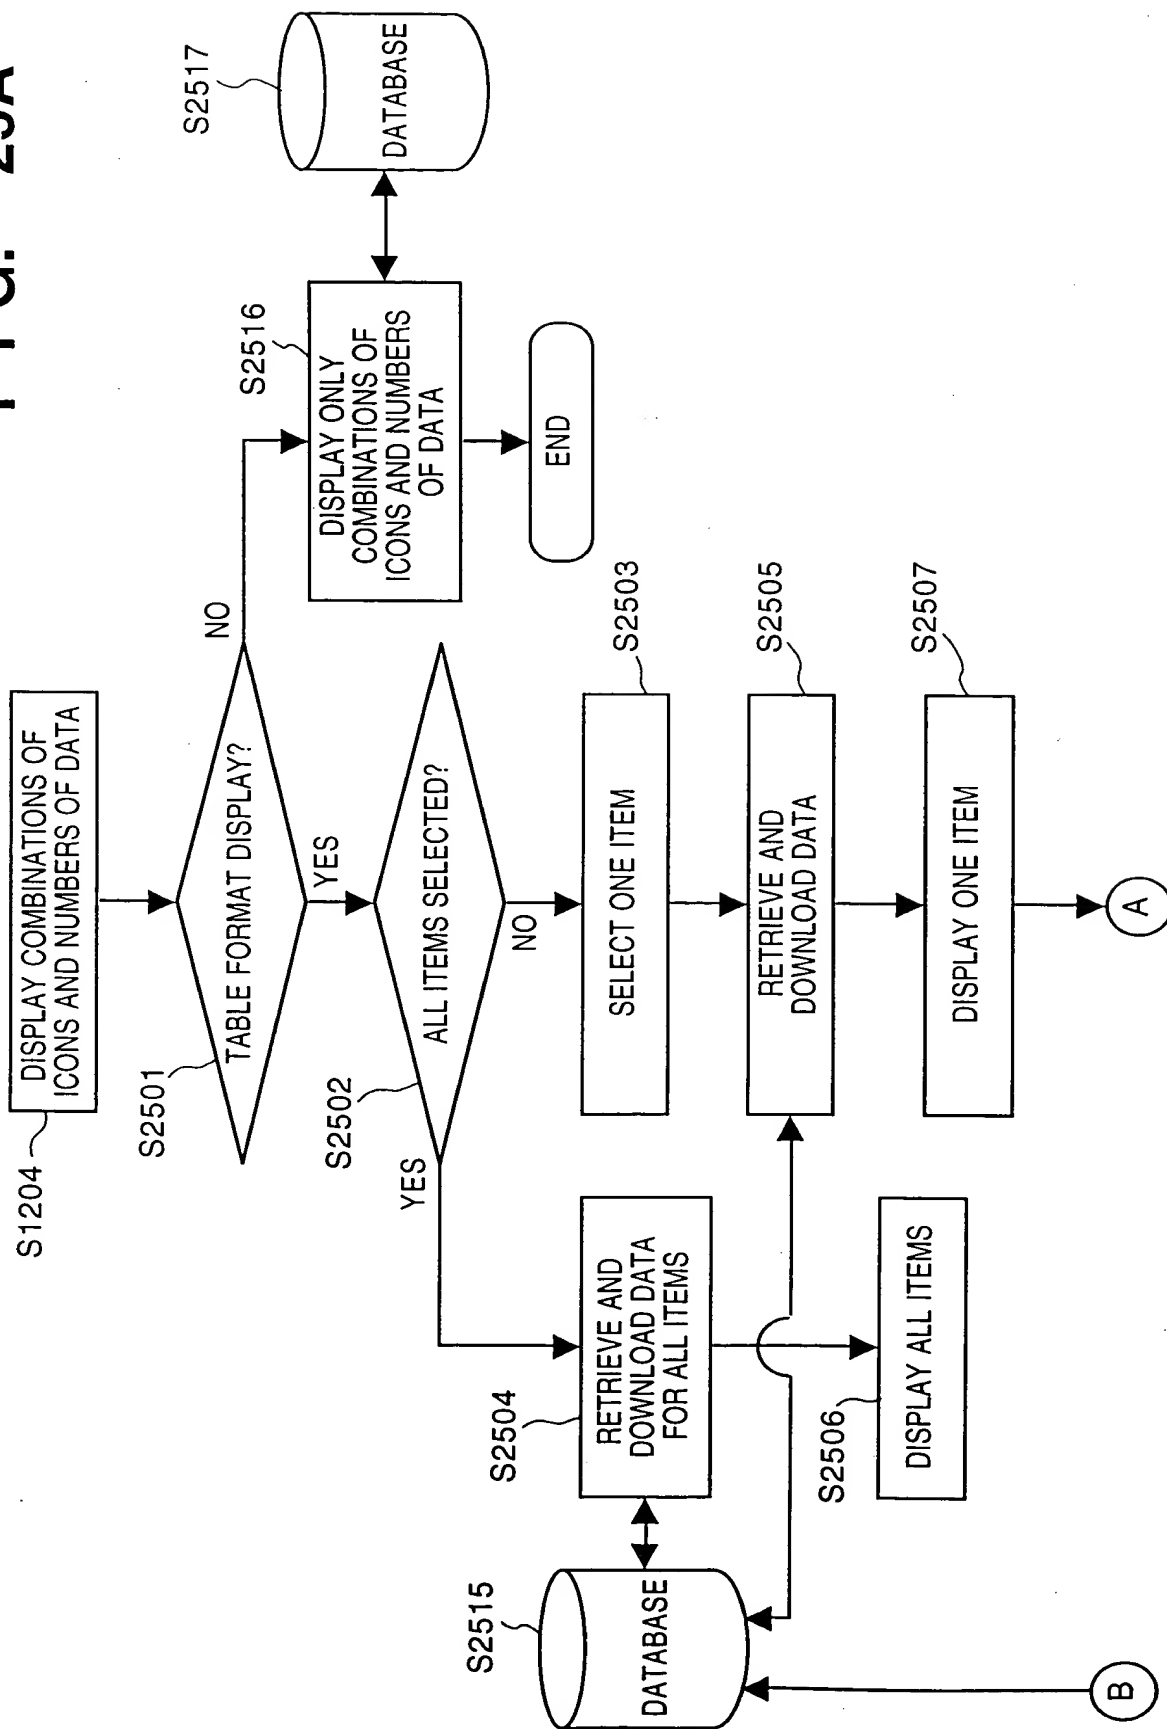 FIG. 25A
S1204
DISPLAY COMBINATIONS OF
ICONS AND NUMBERS OF DATA
S2501
TABLE FORMAT DISPLAY?
NO
YES
S2502
ALL ITEMS SELECTED?
YES
NO
S2516
DISPLAY ONLY
COMBINATIONS OF
ICONS AND NUMBERS
OF DATA
S2517
DATABASE
END
S2503
SELECT ONE ITEM
S2504
RETRIEVE AND
DOWNLOAD DATA
FOR ALL ITEMS
S2515
DATABASE
S2505
RETRIEVE AND
DOWNLOAD DATA
S2506
DISPLAY ALL ITEMS
S2507
DISPLAY ONE ITEM
B
A